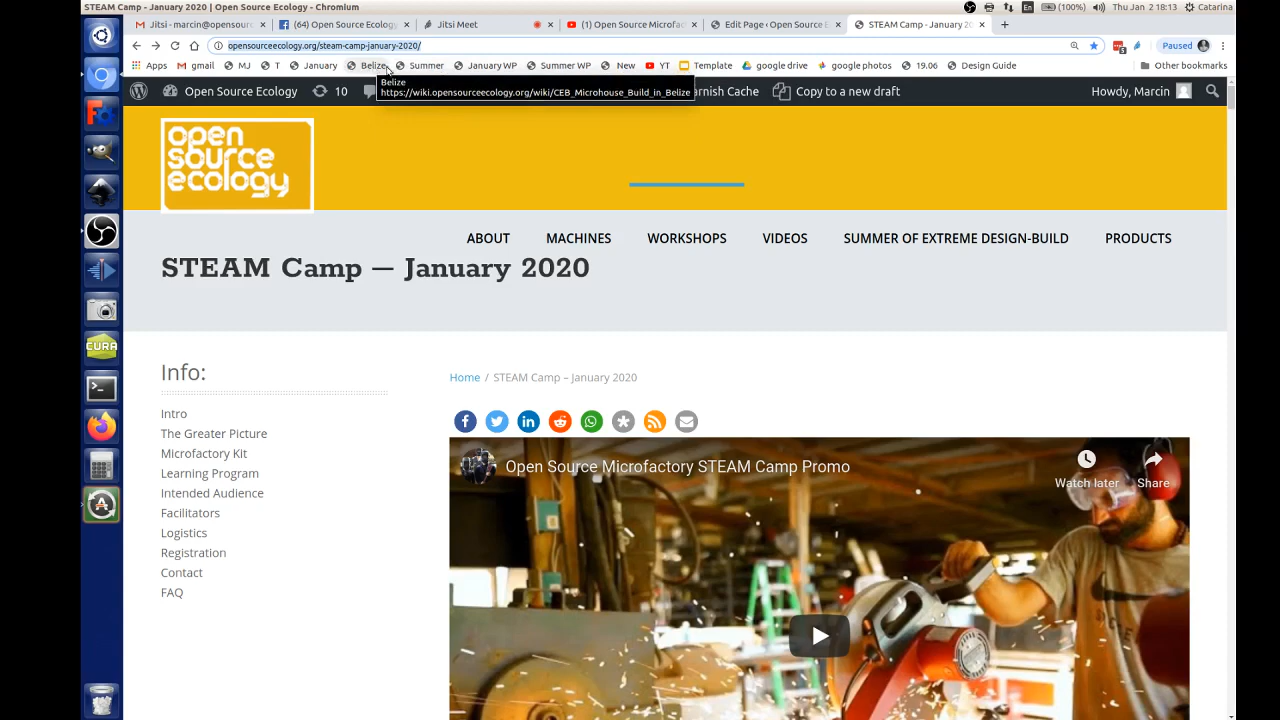 STEAM Camp - January 2020 | Open Source Ecology - Chromium
En (100%) Thu Jan 2 18:13 Catarina
Jitsi - marcin@opensour
(64) Open Source Ecology
Jitsi Meet
(1) Open Source Microfac
Edit Page ‹ Open Source E
STEAM Camp - January 20
opensourceecology.org/steam-camp-january-2020/
Paused
Apps gmail MJ T January Belize Summer January WP Summer WP New YT Template google drive google photos 19.06 Design Guide Other bookmarks
Belize
https://wiki.opensourceecology.org/wiki/CEB_Microhouse_Build_in_Belize
Open Source Ecology 10 arnish Cache Copy to a new draft Howdy, Marcin
open
source
ecology
ABOUT MACHINES WORKSHOPS VIDEOS SUMMER OF EXTREME DESIGN-BUILD PRODUCTS
STEAM Camp — January 2020
Info:
Intro
The Greater Picture
Microfactory Kit
Learning Program
Intended Audience
Facilitators
Logistics
Registration
Contact
FAQ
Home / STEAM Camp – January 2020
Open Source Microfactory STEAM Camp Promo
Watch later Share
CURA